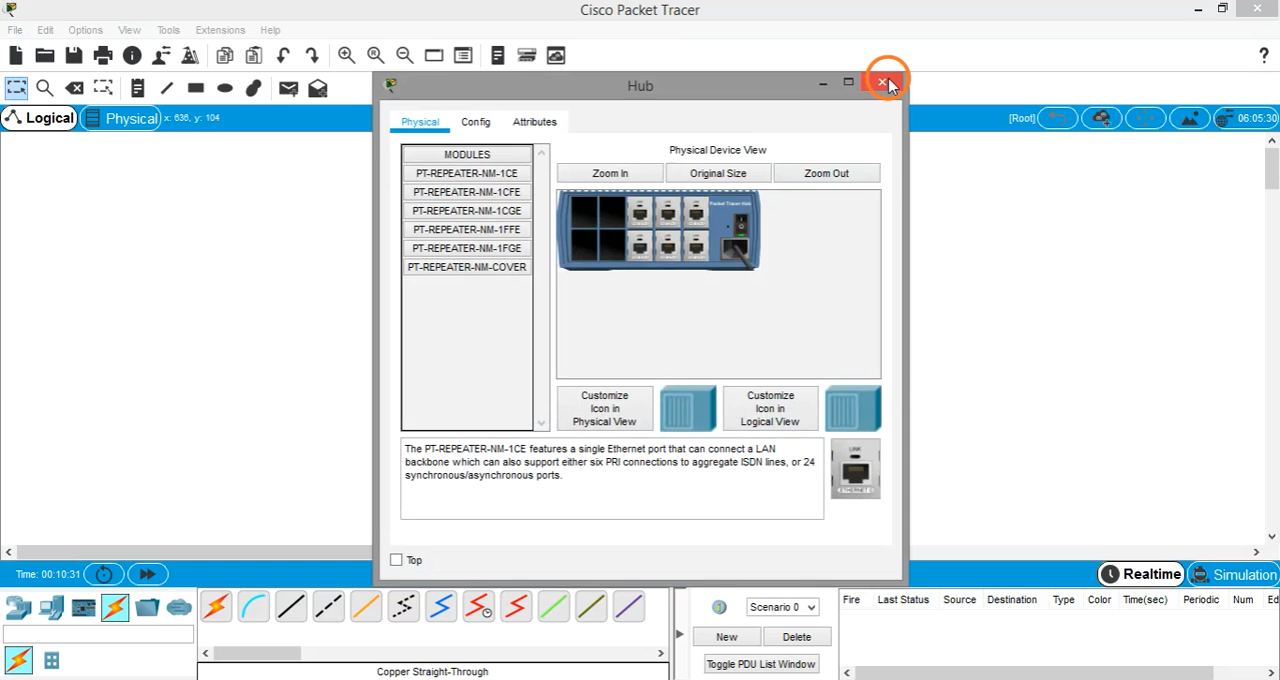 Cisco Packet Tracer
File Edit Options View Tools Extensions Help
?
Logical Physical x: 636, y: 104
[Root] 06:05:30
Hub
Physical Config Attributes
MODULES
PT-REPEATER-NM-1CE
PT-REPEATER-NM-1CFE
PT-REPEATER-NM-1CGE
PT-REPEATER-NM-1FFE
PT-REPEATER-NM-1FGE
PT-REPEATER-NM-COVER
Physical Device View
Zoom In Original Size Zoom Out
Packet Tracer Hub
Customize
Icon in
Physical View
Customize
Icon in
Logical View
The PT-REPEATER-NM-1CE features a single Ethernet port that can connect a LAN
backbone which can also support either six PRI connections to aggregate ISDN lines, or 24
synchronous/asynchronous ports.
LINK
ETHERNET
Top
Time: 00:10:31
Realtime Simulation
Scenario 0
New Delete
Toggle PDU List Window
Fire Last Status Source Destination Type Color Time(sec) Periodic Num Ed
Copper Straight-Through